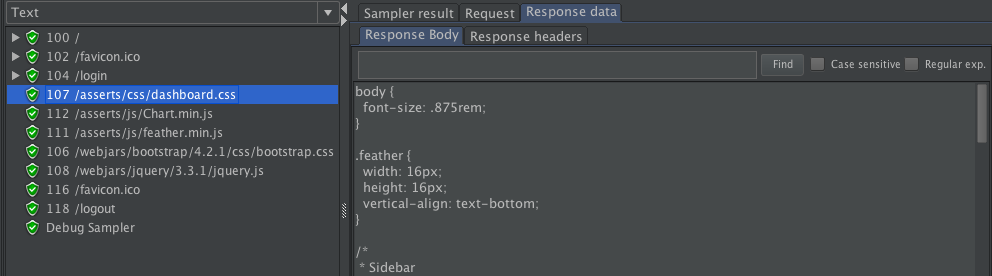 Text
100 /
102 /favicon.ico
104 /login
107 /asserts/css/dashboard.css
112 /asserts/js/Chart.min.js
111 /asserts/js/feather.min.js
106 /webjars/bootstrap/4.2.1/css/bootstrap.css
108 /webjars/jquery/3.3.1/jquery.js
116 /favicon.ico
118 /logout
Debug Sampler
Sampler result Request Response data
Response Body Response headers
Find Case sensitive Regular exp.
body {
  font-size: .875rem;
}
.feather {
  width: 16px;
  height: 16px;
  vertical-align: text-bottom;
}
/*
 * Sidebar